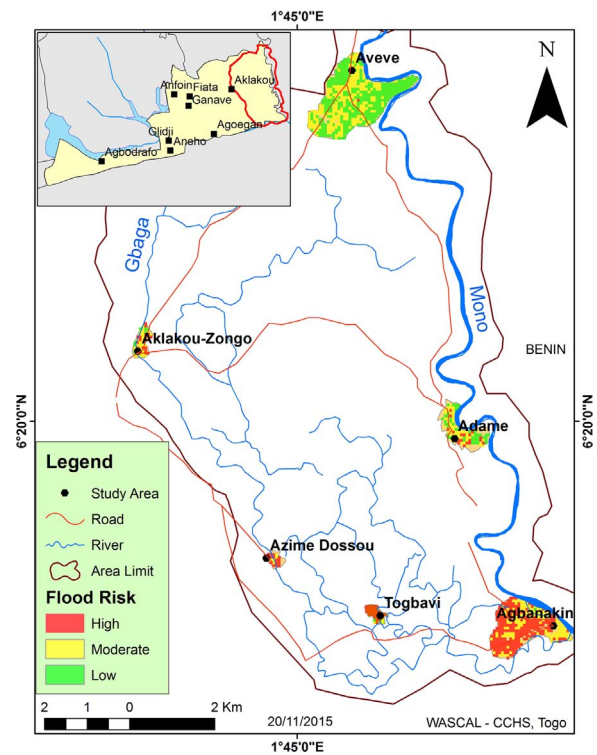 1°45'0"E
Aveve
N
Anfoin
Fiata
Aklakou
Ganave
Agoegan
Glidji
Aneho
Agbodrafo
Gbaga
Mono
Aklakou-Zongo
BENIN
6°20'0"N
6°20'0"N
Adame
Legend
Study Area
Road
River
Area Limit
Flood Risk
High
Moderate
Low
Azime Dossou
Togbavi
Agbanakin
2 1 0 2 Km
20/11/2015
WASCAL - CCHS, Togo
1°45'0"E